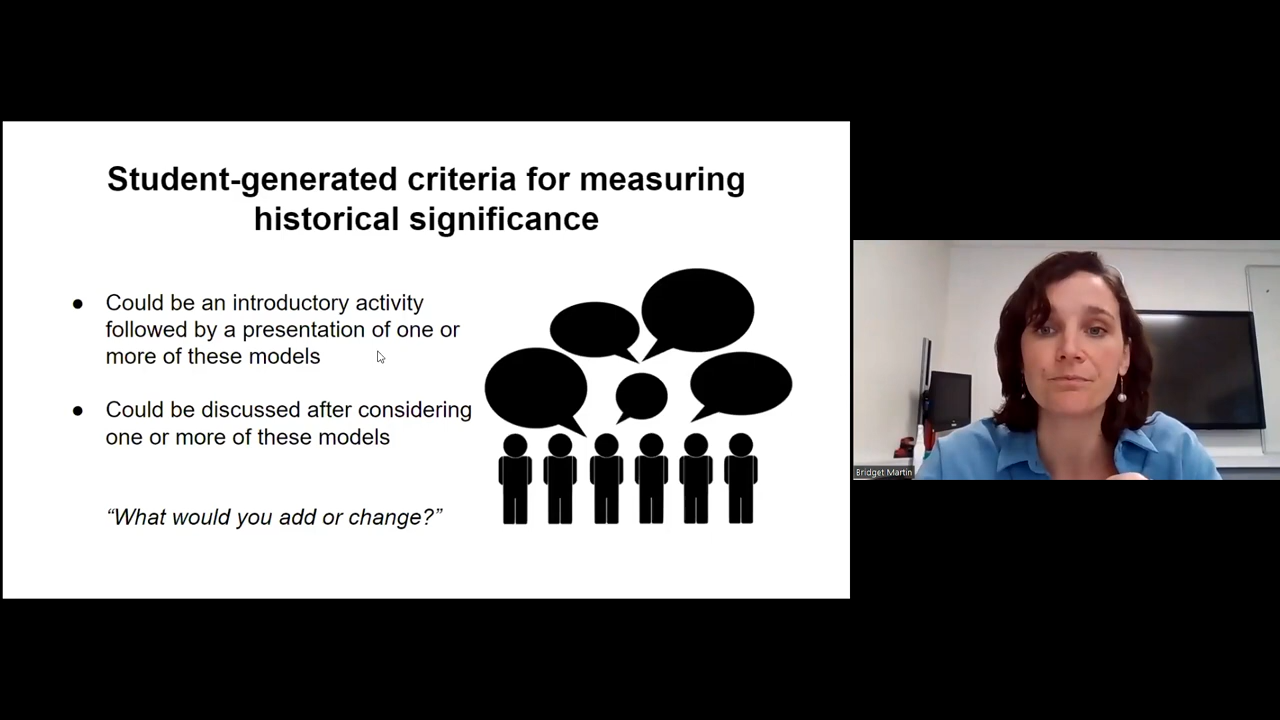 Student-generated criteria for measuring
historical significance
● Could be an introductory activity
followed by a presentation of one or
more of these models
● Could be discussed after considering
one or more of these models
“What would you add or change?”
Bridget Martin